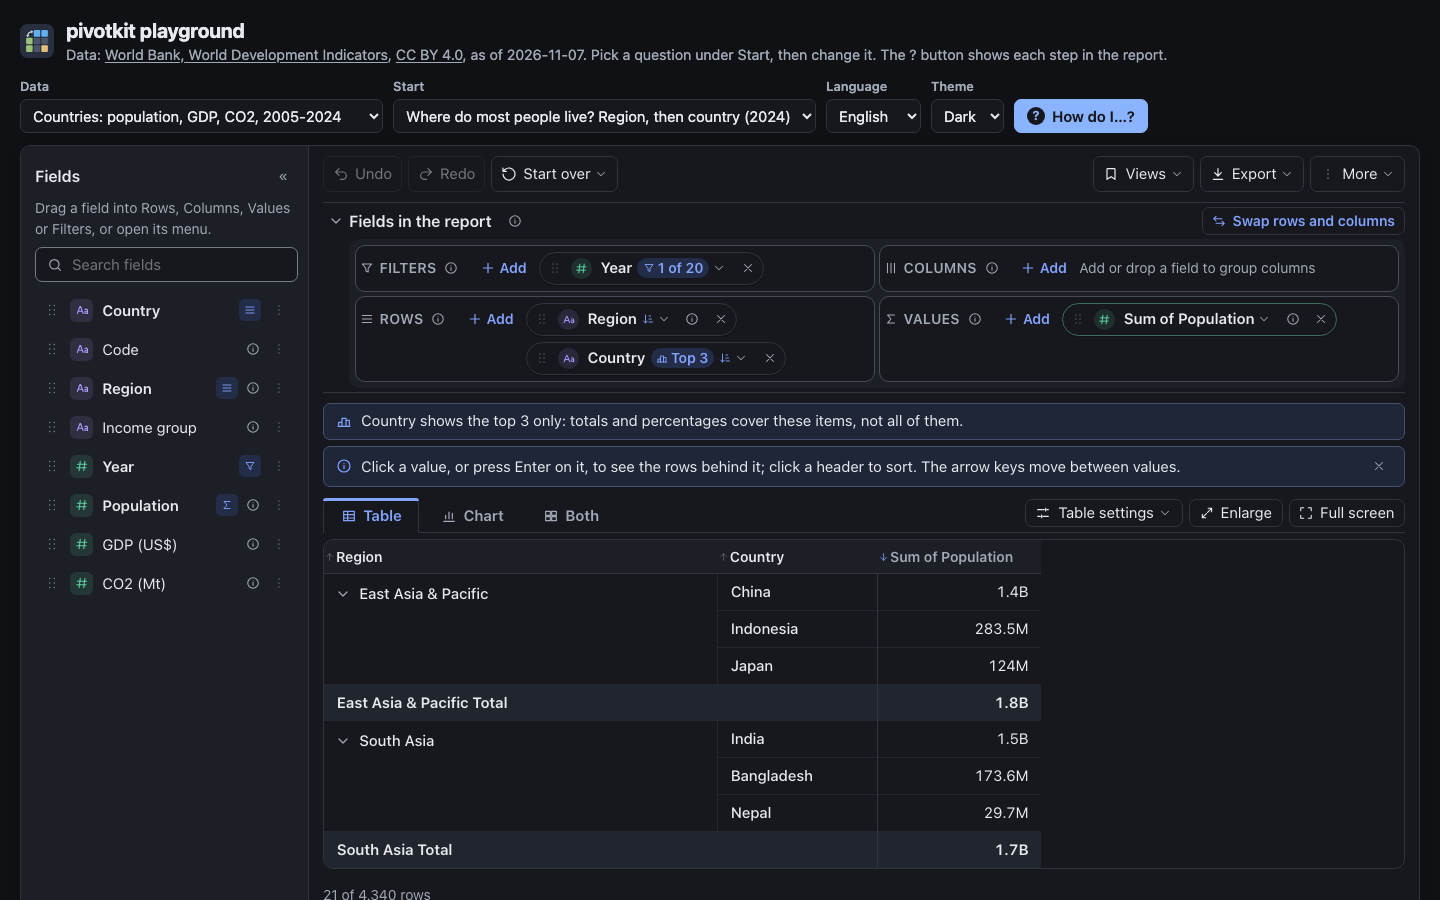 pivotkit playground
Data: World Bank, World Development Indicators, CC BY 4.0, as of 2026-11-07. Pick a question under Start, then change it. The ? button shows each step in the report.
Data
Start
Language
Theme
Countries: population, GDP, CO2, 2005-2024
Where do most people live? Region, then country (2024)
English
Dark
? How do I...?
Fields
«
Drag a field into Rows, Columns, Values
or Filters, or open its menu.
Search fields
Aa Country
Aa Code
Aa Region
Aa Income group
# Year
# Population Σ
# GDP (US$)
# CO2 (Mt)
Undo
Redo
Start over
Views
Export
More
Fields in the report
Swap rows and columns
FILTERS
+ Add
# Year 1 of 20
COLUMNS
+ Add
Add or drop a field to group columns
ROWS
+ Add
Aa Region
Aa Country Top 3
Σ VALUES
+ Add
# Sum of Population
Country shows the top 3 only: totals and percentages cover these items, not all of them.
Click a value, or press Enter on it, to see the rows behind it; click a header to sort. The arrow keys move between values.
Table
Chart
Both
Table settings
Enlarge
Full screen
↑ Region ↑ Country ↓ Sum of Population
East Asia & Pacific China 1.4B
Indonesia 283.5M
Japan 124M
East Asia & Pacific Total 1.8B
South Asia India 1.5B
Bangladesh 173.6M
Nepal 29.7M
South Asia Total 1.7B
21 of 4,340 rows